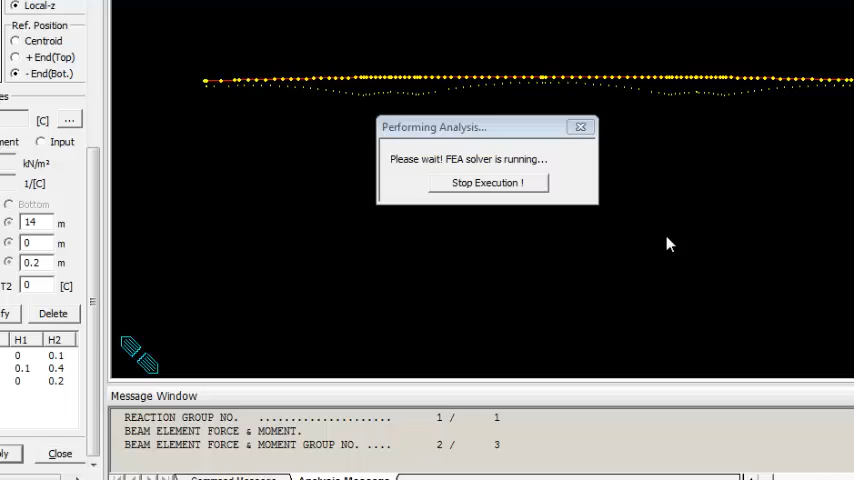 Local-z
Ref. Position
Centroid
+ End(Top)
- End(Bot.)
[C] ...
Input
kN/m²
1/[C]
Bottom
14 m
0 m
0.2 m
T2 0 [C]
Delete
H1 H2
0 0.1
0.1 0.4
0 0.2
Close
Performing Analysis...
Please wait! FEA solver is running...
Stop Execution !
Message Window
REACTION GROUP NO. ...................... 1 / 1
BEAM ELEMENT FORCE & MOMENT.
BEAM ELEMENT FORCE & MOMENT GROUP NO. .... 2 / 3
Command Message Analysis Message